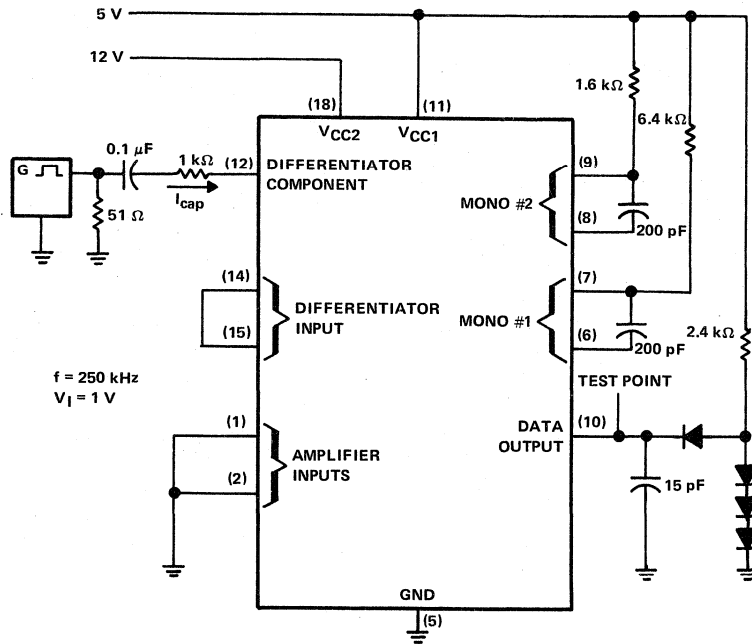 5 V
12 V
(18)
(11)
VCC2
VCC1
1.6 kΩ
6.4 kΩ
0.1 µF
1 kΩ
(12)
DIFFERENTIATOR
COMPONENT
G
Icap
51 Ω
(9)
MONO #2
(8)
200 pF
(14)
DIFFERENTIATOR
INPUT
(15)
(7)
MONO #1
(6)
200 pF
2.4 kΩ
f = 250 kHz
VI = 1 V
TEST POINT
(1)
AMPLIFIER
INPUTS
(2)
DATA
OUTPUT
(10)
15 pF
GND
(5)